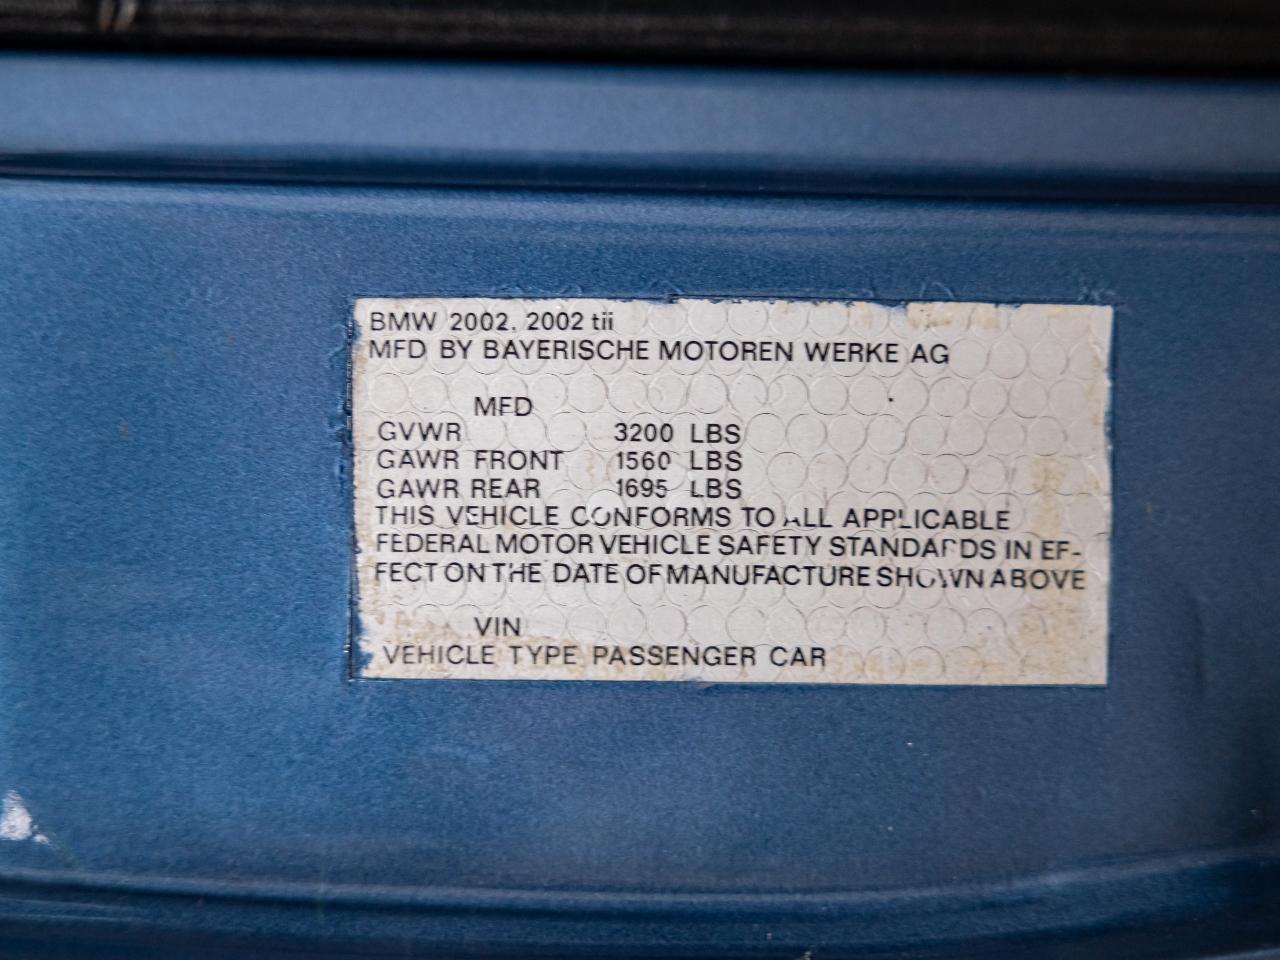 BMW 2002, 2002 tii
MFD BY BAYERISCHE MOTOREN WERKE AG
MFD
GVWR 3200 LBS
GAWR FRONT 1560 LBS
GAWR REAR 1695 LBS
THIS VEHICLE CONFORMS TO ALL APPLICABLE
FEDERAL MOTOR VEHICLE SAFETY STANDARDS IN EF-
FECT ON THE DATE OF MANUFACTURE SHOWN ABOVE
VIN
VEHICLE TYPE PASSENGER CAR